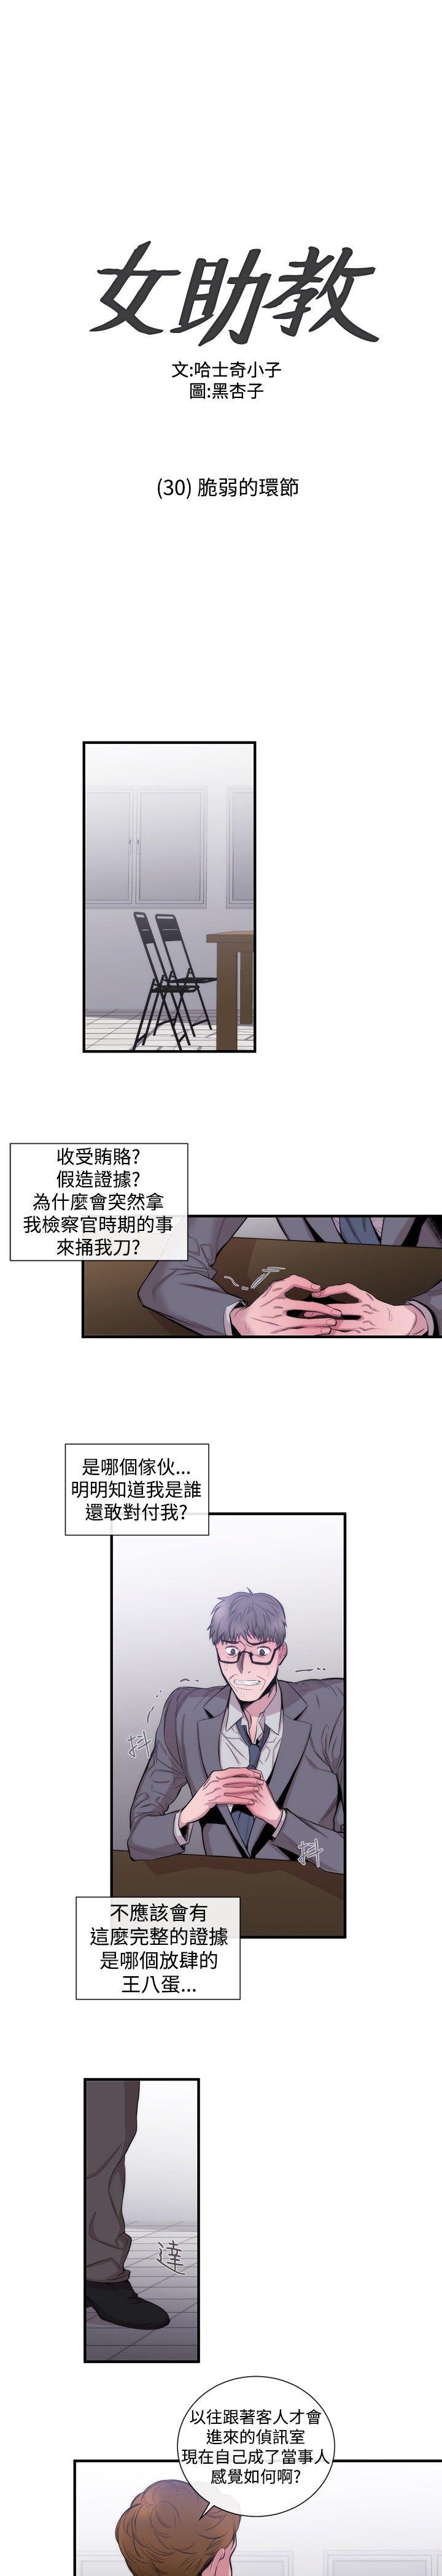 女助教
文:哈士奇小子
圖:黑杏子
(30) 脆弱的環節
收受賄賂?
假造證據?
為什麼會突然拿
我檢察官時期的事
來捅我刀?
是哪個傢伙...
明明知道我是誰
還敢對付我?
抖
抖
不應該會有
這麼完整的證據
是哪個放肆的
王八蛋...
達
以往跟著客人才會
進來的偵訊室
現在自己成了當事人
感覺如何啊?